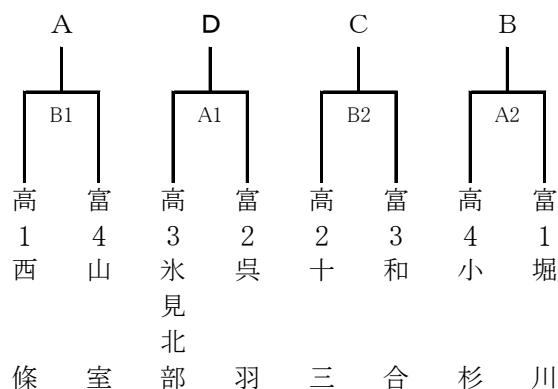 A D C B
B1 A1 B2 A2
高 富 高 富 高 富 高 富
1 4 3 2 2 3 4 1
西條 山室 氷見北部 呉羽 十三 和合 小杉 堀川